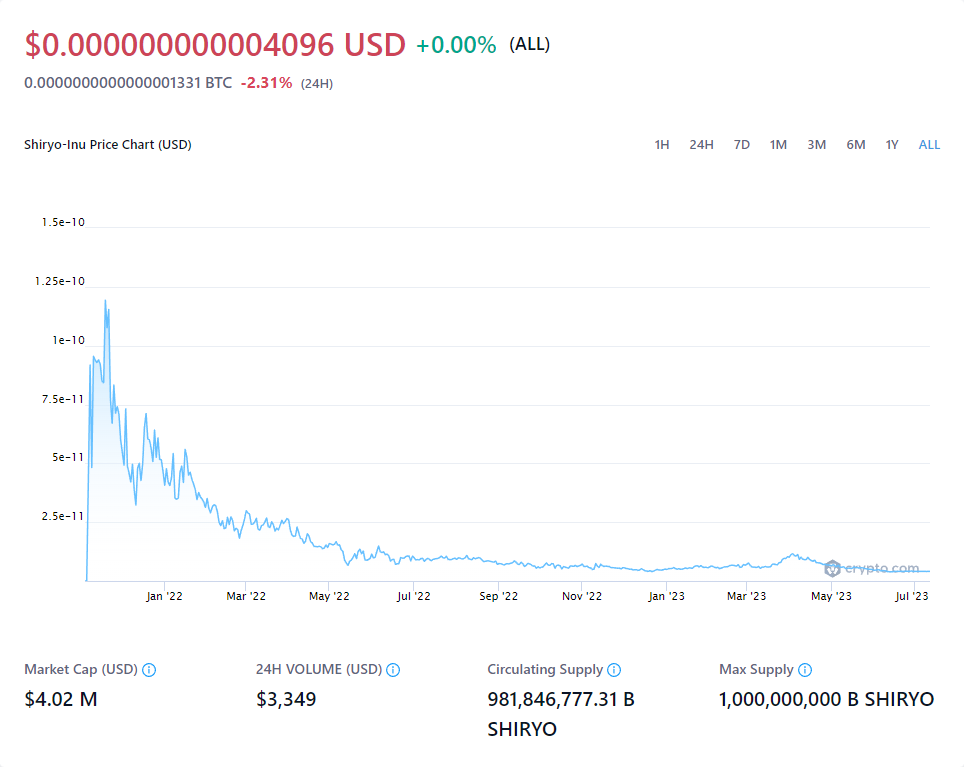 $0.000000000004096 USD +0.00% (ALL)
0.0000000000000001331 BTC -2.31% (24H)
Shiryo-Inu Price Chart (USD) 1H 24H 7D 1M 3M 6M 1Y ALL
1.5e-10
1.25e-10
1e-10
7.5e-11
5e-11
2.5e-11
crypto.com
Jan '22 Mar '22 May '22 Jul '22 Sep '22 Nov '22 Jan '23 Mar '23 May '23 Jul '23
Market Cap (USD) 24H VOLUME (USD) Circulating Supply Max Supply
$4.02 M $3,349 981,846,777.31 B 1,000,000,000 B SHIRYO
SHIRYO